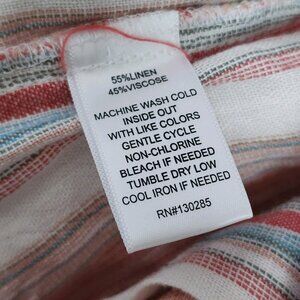 55%LINEN
45%VISCOSE
MACHINE WASH COLD
INSIDE OUT
WITH LIKE COLORS
GENTLE CYCLE
NON-CHLORINE
BLEACH IF NEEDED
TUMBLE DRY LOW
COOL IRON IF NEEDED
RN#130285